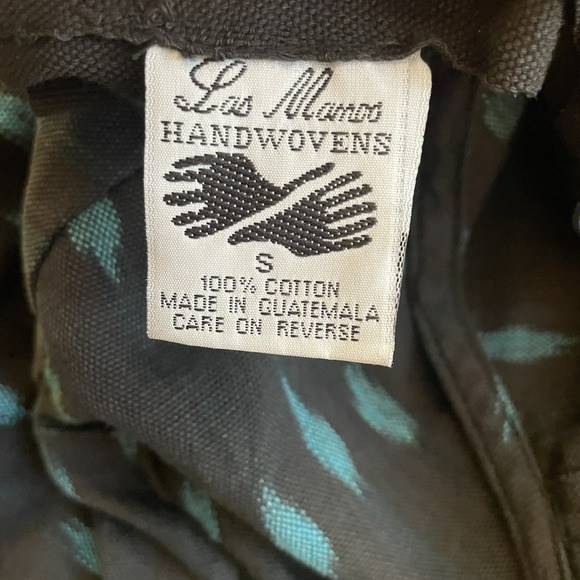 Las Manos
HANDWOVENS
S
100% COTTON
MADE IN GUATEMALA
CARE ON REVERSE